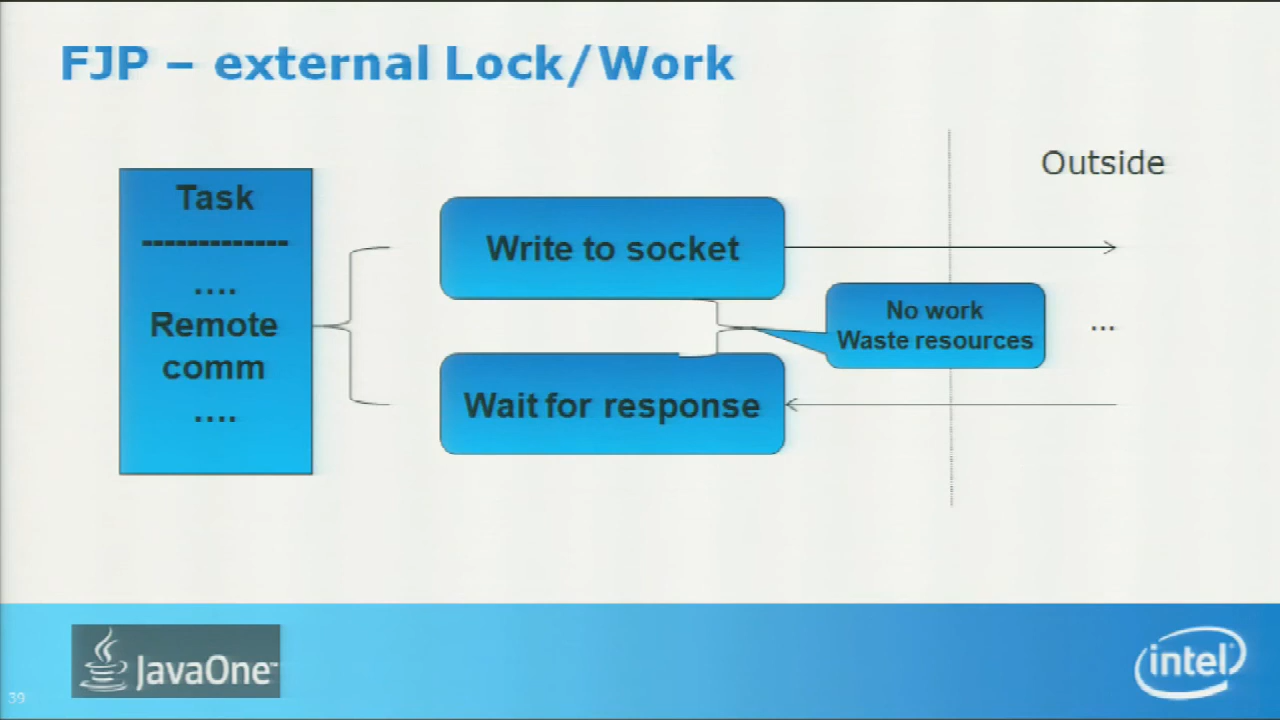 FJP – external Lock/Work
Outside
Task
-------------
....
Remote
comm
....
Write to socket
No work
Waste resources
...
Wait for response
39
JavaOne™
intel